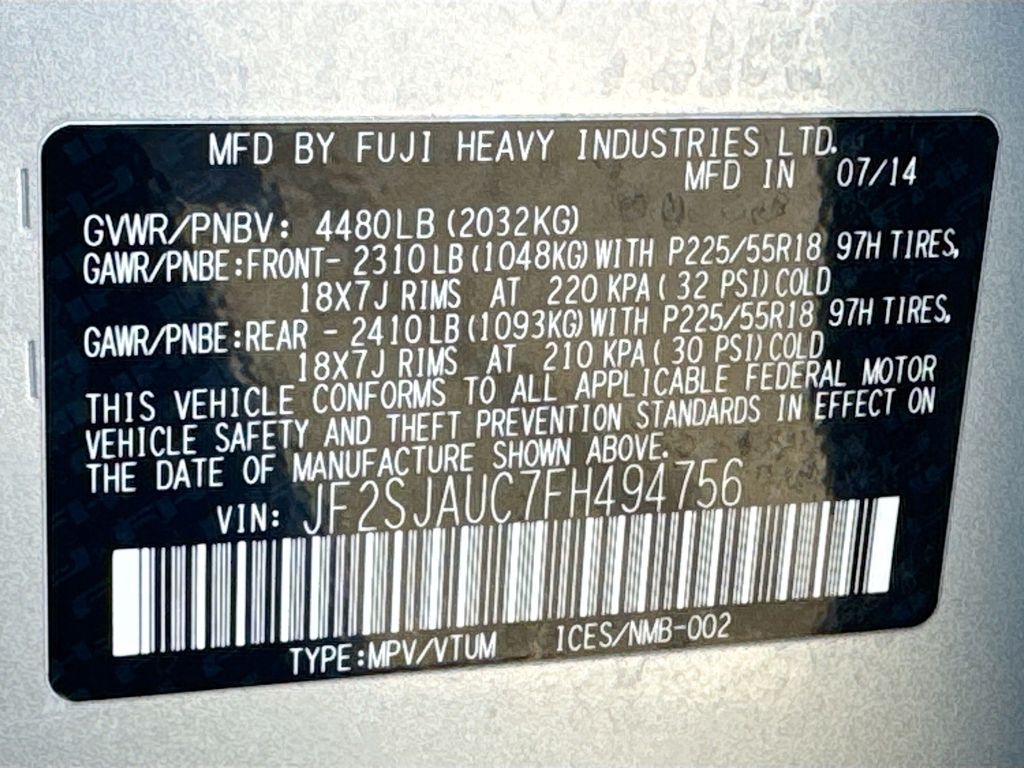 MFD BY FUJI HEAVY INDUSTRIES LTD.
MFD IN 07/14
GVWR/PNBV: 4480LB (2032KG)
GAWR/PNBE:FRONT- 2310LB(1048KG)WITH P225/55R18 97H TIRES,
18X7J RIMS AT 220 KPA( 32 PSI)COLD
GAWR/PNBE:REAR - 2410LB(1093KG)WITH P225/55R18 97H TIRES,
18X7J RIMS AT 210 KPA( 30 PSI)COLD
THIS VEHICLE CONFORMS TO ALL APPLICABLE FEDERAL MOTOR
VEHICLE SAFETY AND THEFT PREVENTION STANDARDS IN EFFECT ON
THE DATE OF MANUFACTURE SHOWN ABOVE.
VIN: JF2SJAUC7FH494756
TYPE:MPV/VTUM ICES/NMB-002